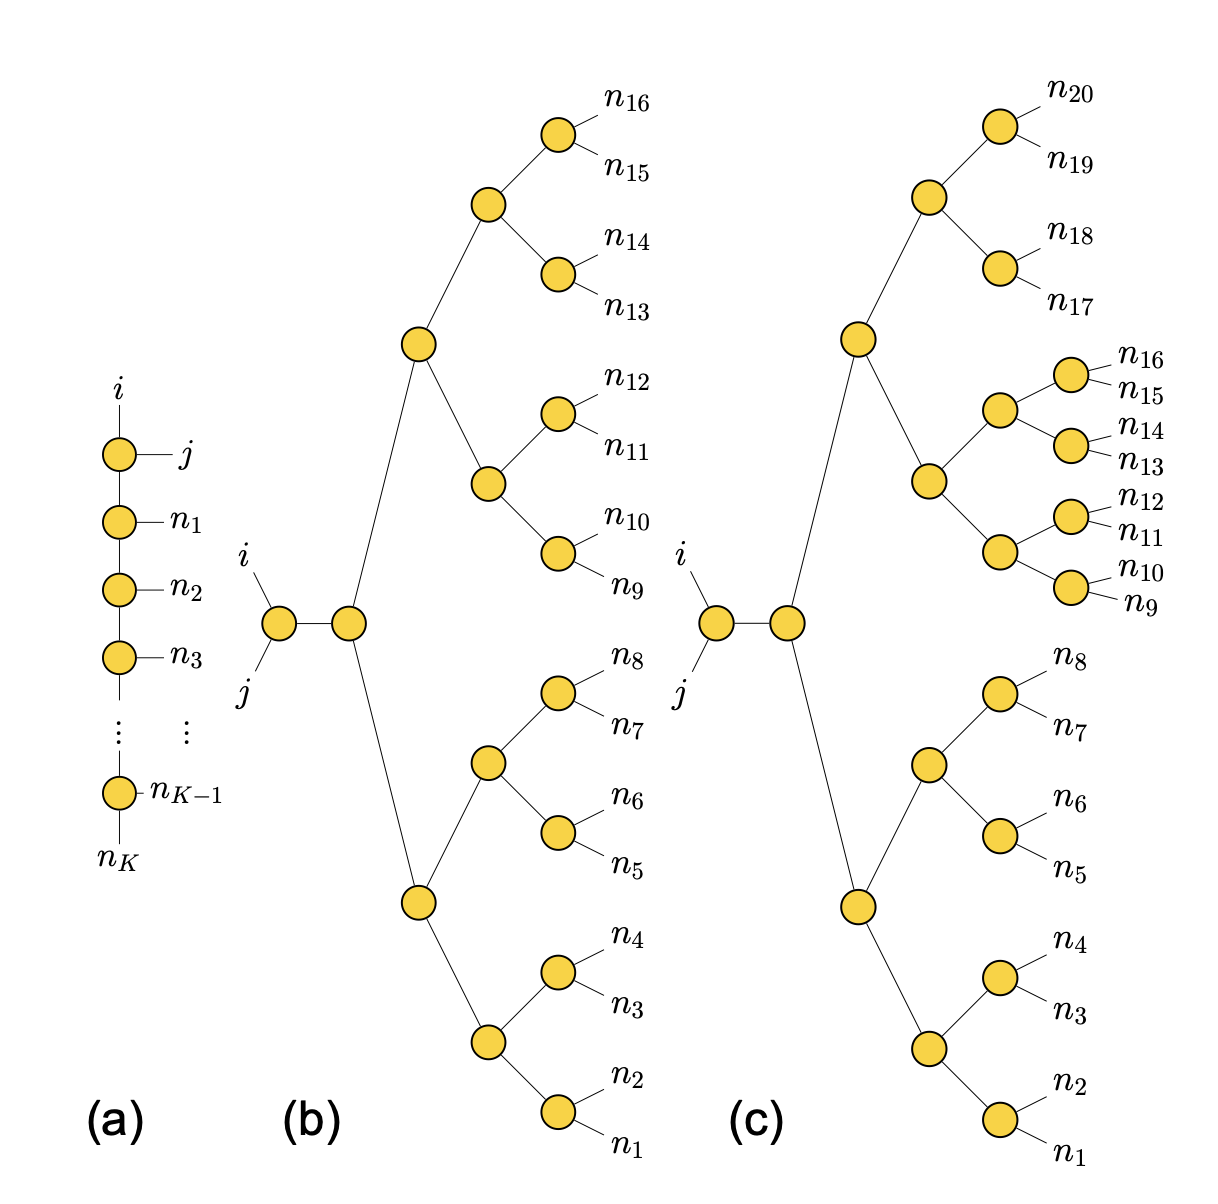 i
j
n₁
n₂
n₃
⋮ ⋮
n_{K−1}
n_K
(a)
n₁₆
n₁₅
n₁₄
n₁₃
n₁₂
n₁₁
n₁₀
n₉
i
j
n₈
n₇
n₆
n₅
n₄
n₃
n₂
n₁
(b)
n₂₀
n₁₉
n₁₈
n₁₇
n₁₆
n₁₅
n₁₄
n₁₃
n₁₂
n₁₁
n₁₀
n₉
i
j
n₈
n₇
n₆
n₅
n₄
n₃
n₂
n₁
(c)